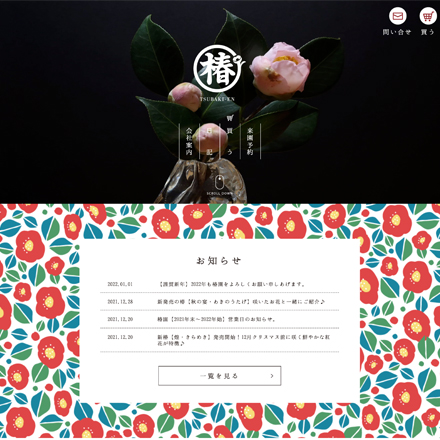 問い合せ
買う
椿
TSUBAKI-EN
来園予約
買う
日記
会社案内
SCROLL DOWN
お知らせ
2022.01.01
【謹賀新年】2022年も椿園をよろしくお願い申しあげます。
2021.12.28
新発売の椿【秋の宴・あきのうたげ】咲いたお花と一緒にご紹介♪
2021.12.20
椿園【2021年末〜2022年始】営業日のお知らせ。
2021.12.20
新椿【煌・きらめき】発売開始！12月クリスマス前に咲く鮮やかな紅
花が特徴♪
一覧を見る